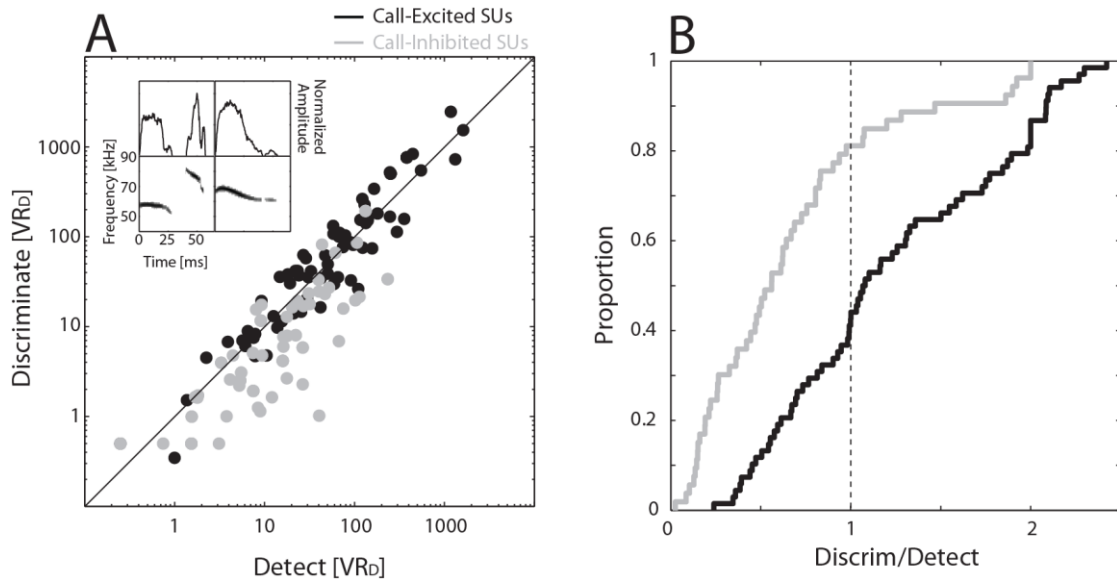 A
Call-Excited SUs
Call-Inhibited SUs
Discriminate [VRD]
1000
100
10
1
1
10
100
1000
Detect [VRD]
Normalized
Amplitude
Frequency [kHz]
90
70
50
0
25
50
Time [ms]
B
Proportion
1
0.8
0.6
0.4
0.2
0
0
1
2
Discrim/Detect